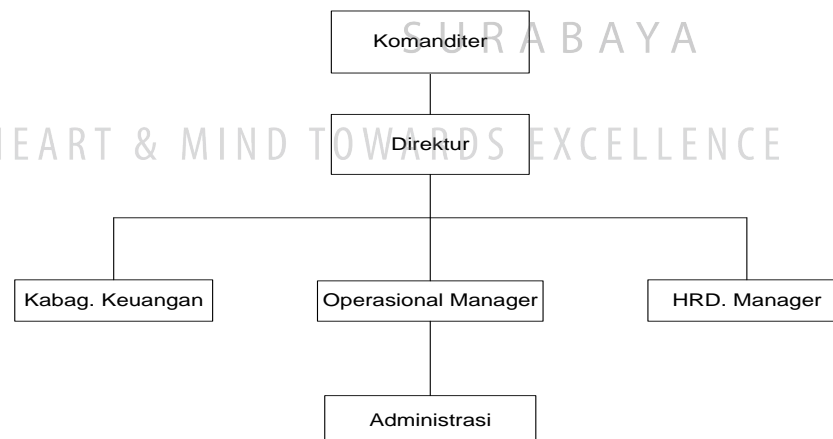 SURABAYA
Komanditer
HEART & MIND TOWARDS EXCELLENCE
Direktur
Kabag. Keuangan
Operasional Manager
HRD. Manager
Administrasi